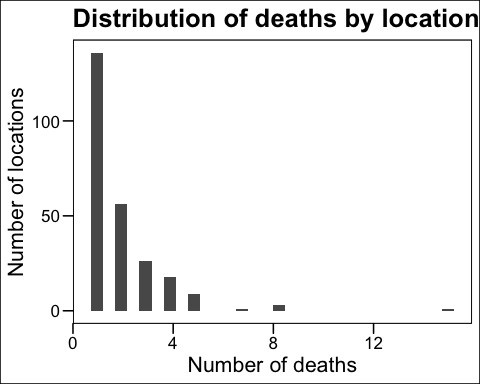 Distribution of deaths by location
Number of locations
100
50
0
0 4 8 12
Number of deaths